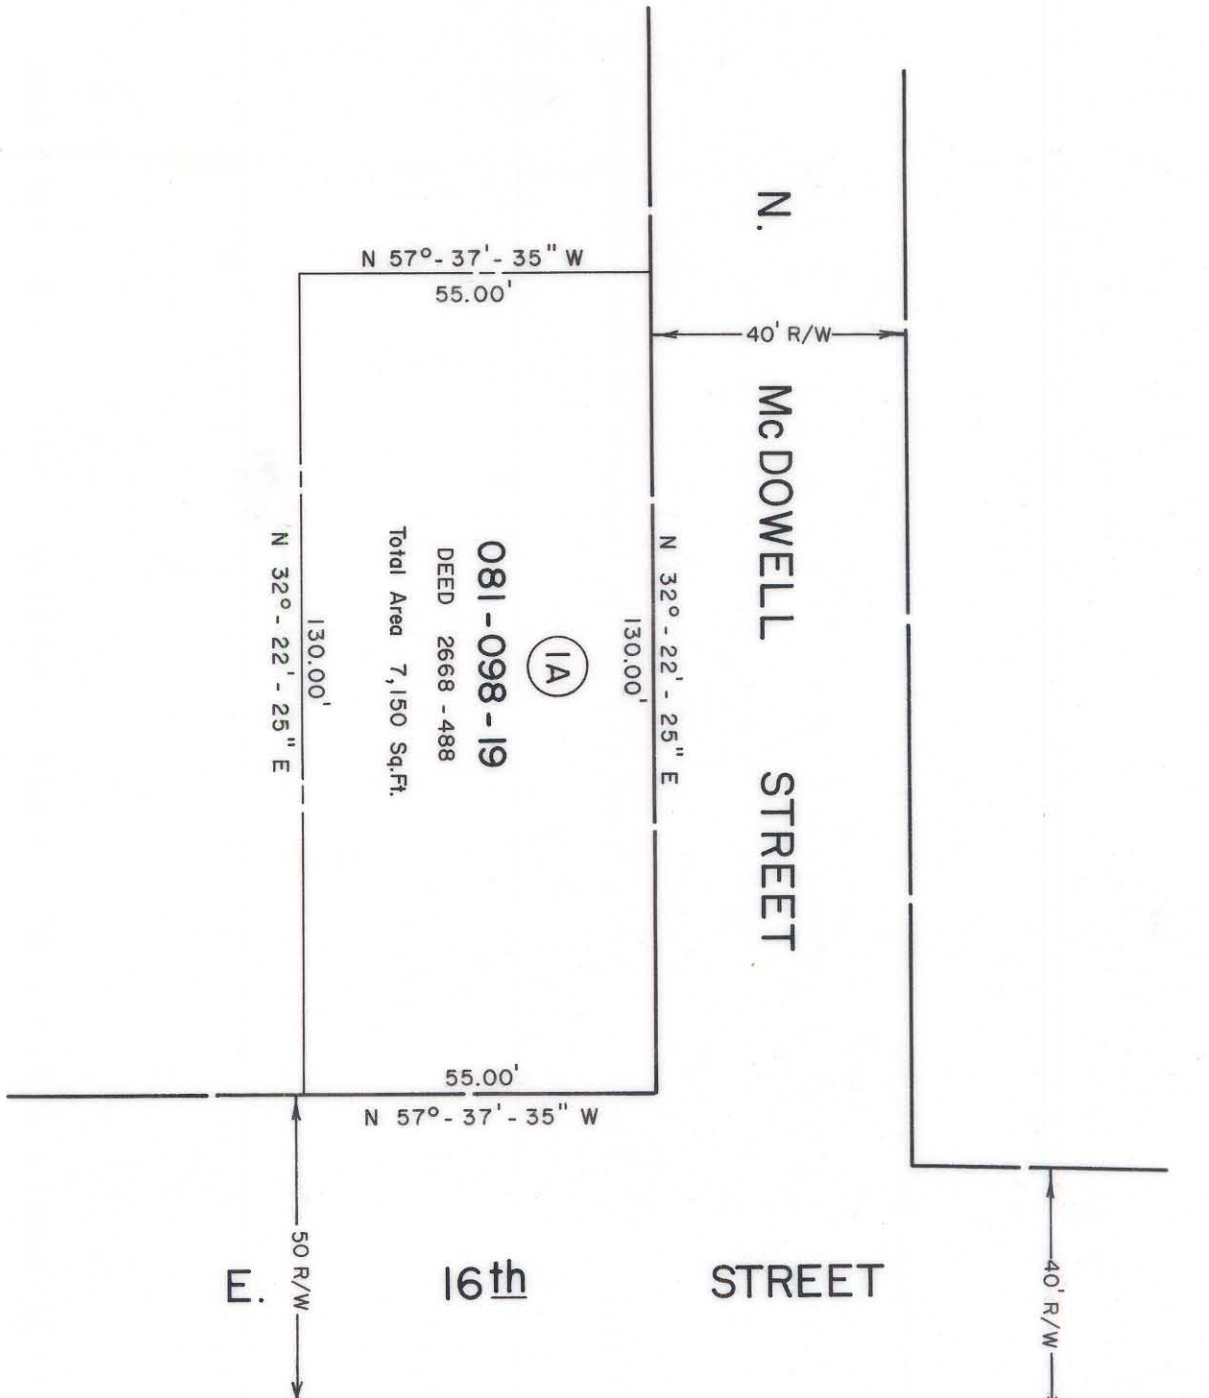 N. McDOWELL STREET
N 57°- 37'- 35" W
55.00'
40' R/W
N 32° - 22' - 25" E
130.00'
1A
081-098-19
DEED 2668 - 488
Total Area 7,150 Sq.Ft.
130.00'
N 32° - 22' - 25" E
55.00'
N 57°- 37'- 35" W
50 R/W
40' R/W
E. 16th STREET